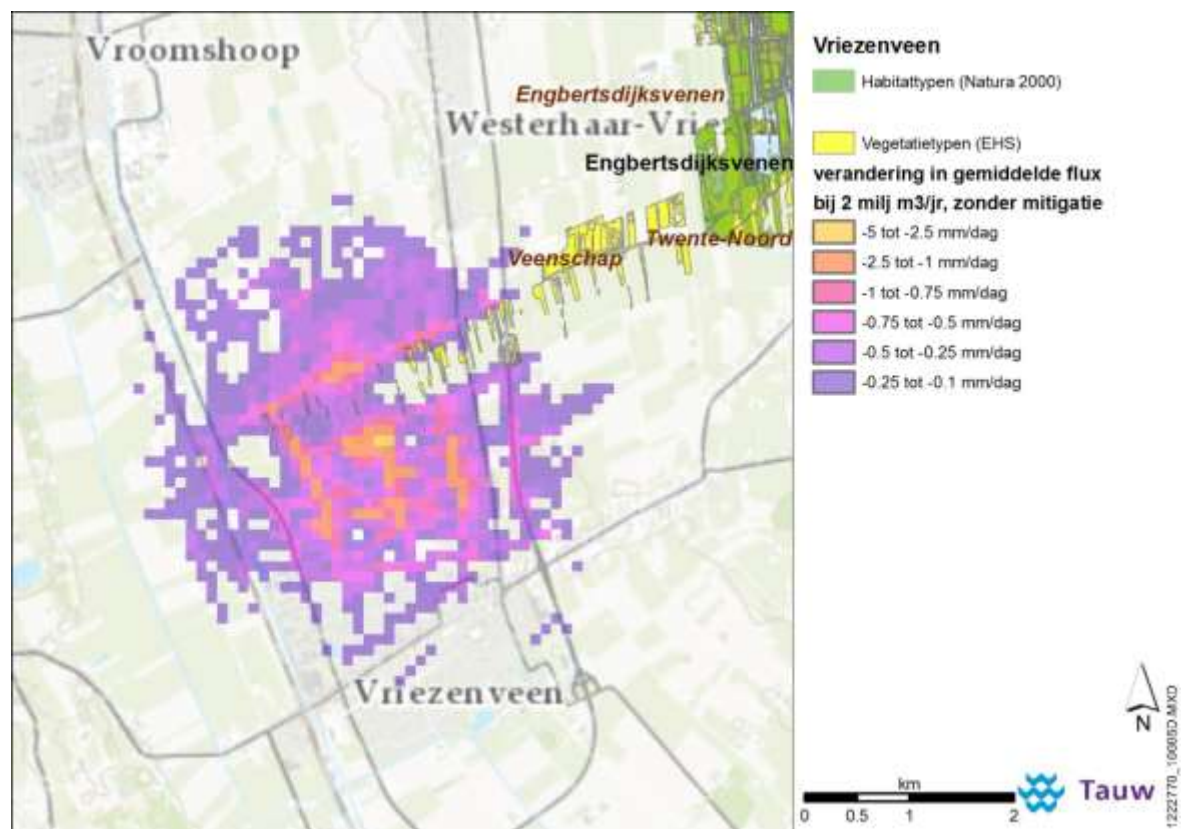 Vroomshoop
Engbertsdijksvenen
Westerhaar-Vriezen
Engbertsdijksvenen
Twente-Noord
Veenschap
Vriezenveen
Vriezenveen
Habitattypen (Natura 2000)
Vegetatietypen (EHS)
verandering in gemiddelde flux
bij 2 milj m3/jr, zonder mitigatie
-5 tot -2.5 mm/dag
-2.5 tot -1 mm/dag
-1 tot -0.75 mm/dag
-0.75 tot -0.5 mm/dag
-0.5 tot -0.25 mm/dag
-0.25 tot -0.1 mm/dag
N
km
0 0.5 1 2
Tauw